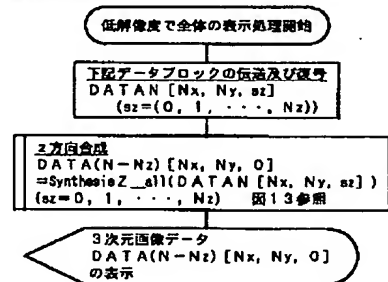 低解像度で全体の表示処理開始
下記データブロックの伝送及び復号
DATAN [Nx, Ny, sz]
(sz=(0, 1, ・・・, Nz))
z方向合成
DATA(N−Nz) [Nx, Ny, 0]
=SynthesisZ_all(DATAN [Nx, Ny, sz])
(sz=0, 1, ・・・, Nz) 図13参照
3次元画像データ
DATA(N−Nz) [Nx, Ny, 0]
の表示